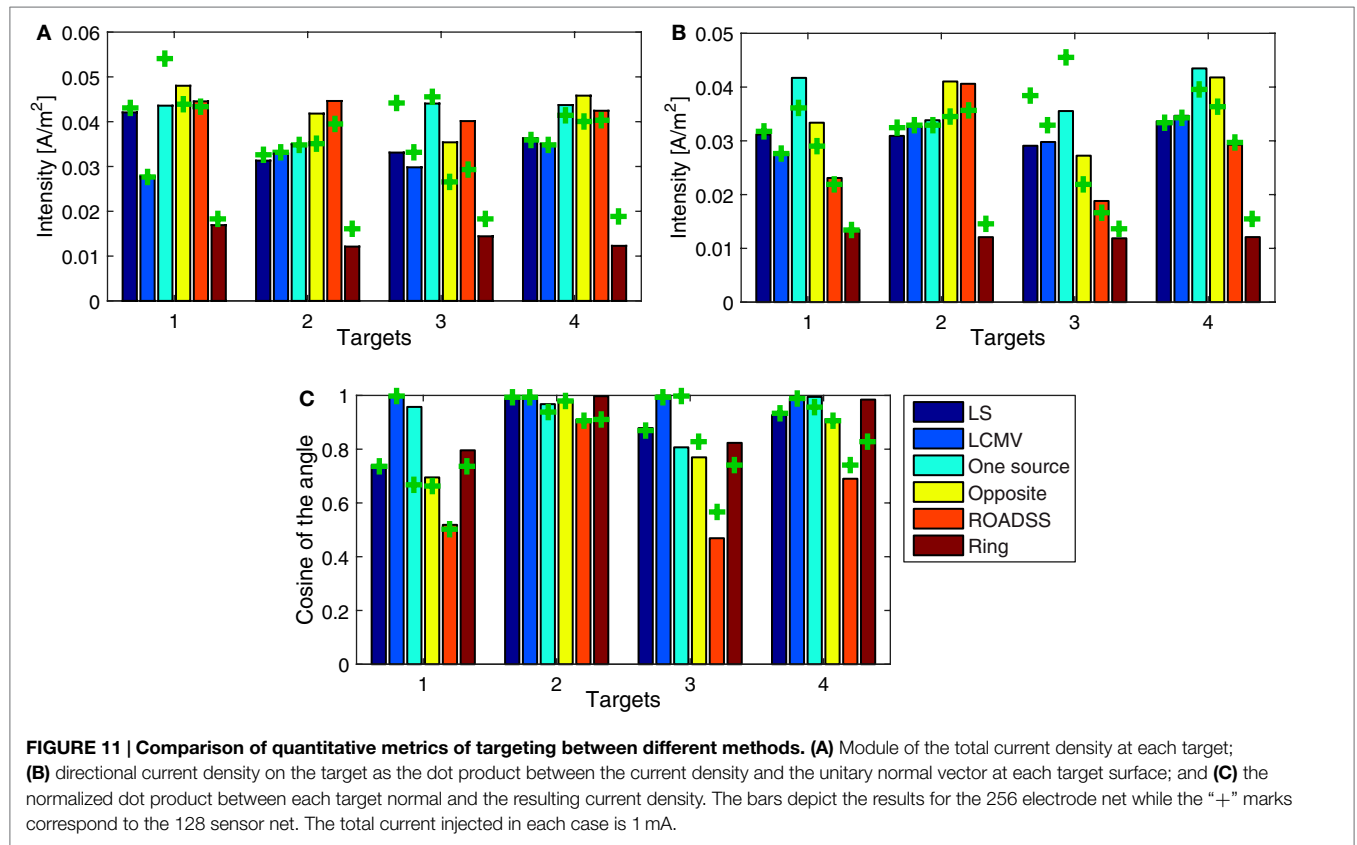 A
Intensity [A/m²]
0.06
0.05
0.04
0.03
0.02
0.01
0
1 2 3 4
Targets
B
Intensity [A/m²]
0.05
0.04
0.03
0.02
0.01
0
1 2 3 4
Targets
C
Cosine of the angle
1
0.8
0.6
0.4
0.2
0
1 2 3 4
Targets
LS
LCMV
One source
Opposite
ROADSS
Ring
FIGURE 11 | Comparison of quantitative metrics of targeting between different methods. (A) Module of the total current density at each target;
(B) directional current density on the target as the dot product between the current density and the unitary normal vector at each target surface; and (C) the
normalized dot product between each target normal and the resulting current density. The bars depict the results for the 256 electrode net while the “+” marks
correspond to the 128 sensor net. The total current injected in each case is 1 mA.